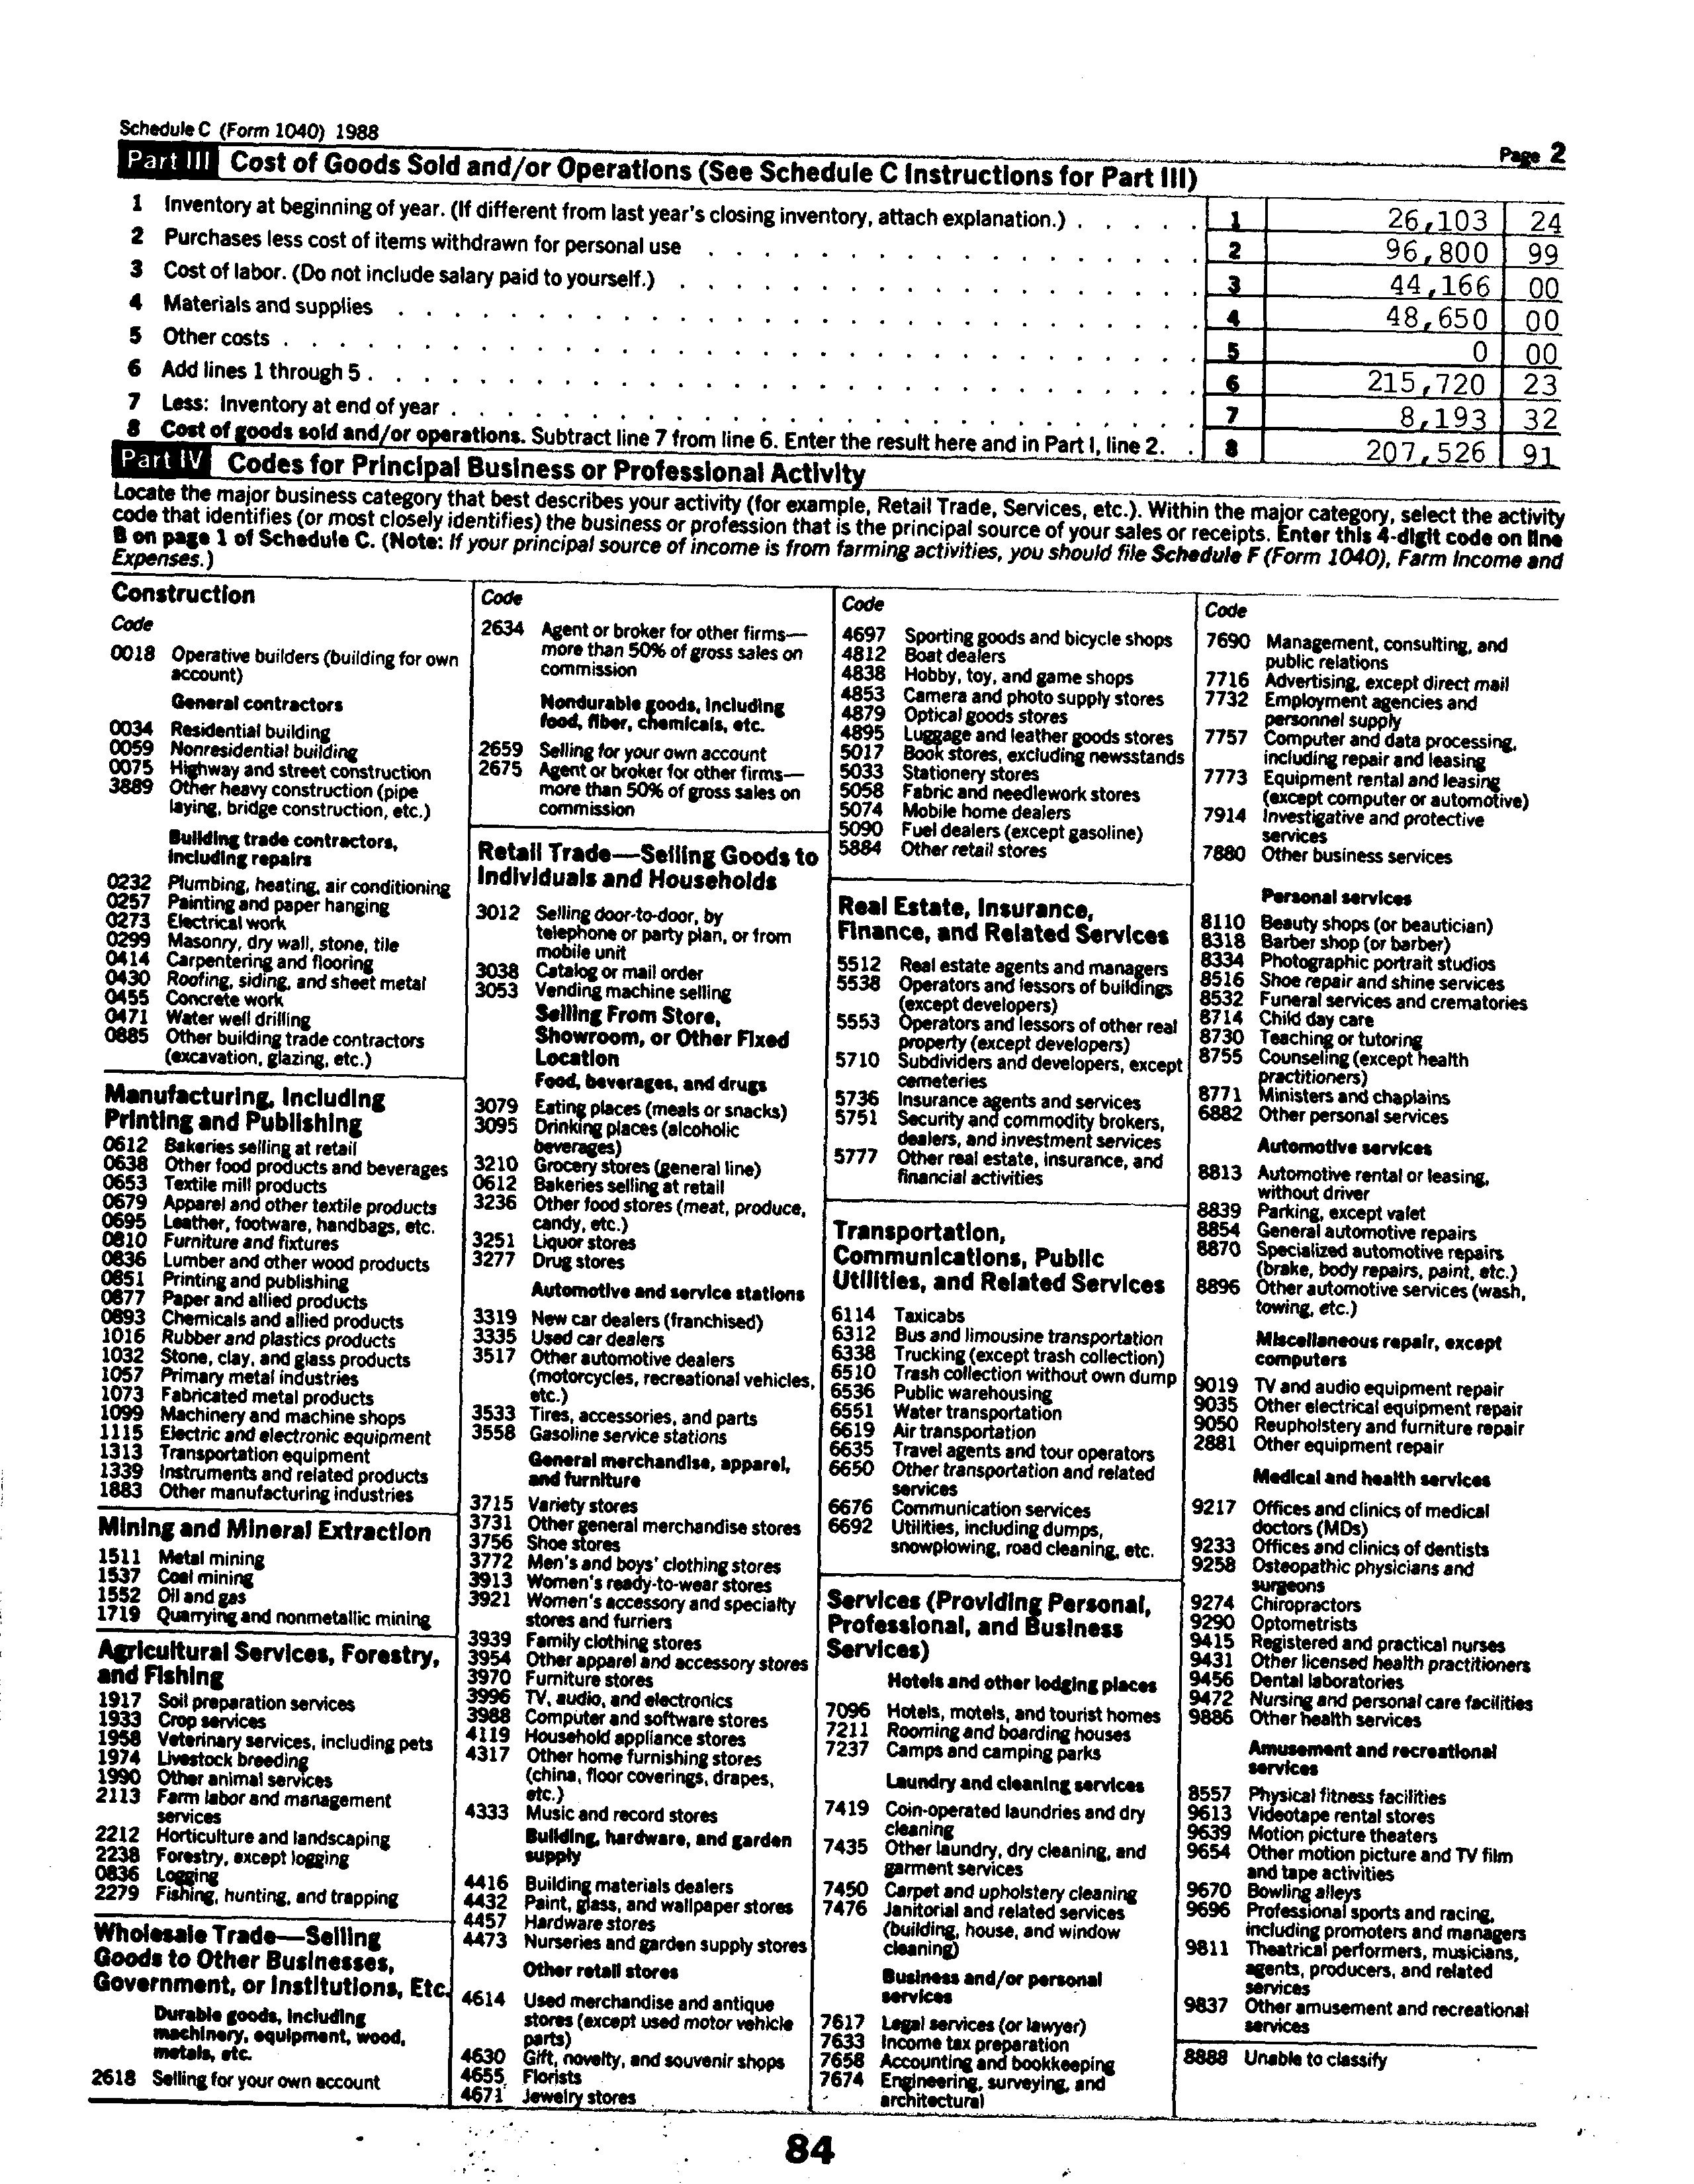 Schedule C (Form 1040) 1988
Page 2
Part III Cost of Goods Sold and/or Operations (See Schedule C Instructions for Part III)
1 Inventory at beginning of year. (If different from last year's closing inventory, attach explanation.) . . . . . 1 26,103 24
2 Purchases less cost of items withdrawn for personal use 2 96,800 99
3 Cost of labor. (Do not include salary paid to yourself.) 3 44,166 00
4 Materials and supplies 4 48,650 00
5 Other costs 5 0 00
6 Add lines 1 through 5 6 215,720 23
7 Less: Inventory at end of year 7 8,193 32
8 Cost of goods sold and/or operations. Subtract line 7 from line 6. Enter the result here and in Part I, line 2. 8 207,526 91
Part IV Codes for Principal Business or Professional Activity
Locate the major business category that best describes your activity (for example, Retail Trade, Services, etc.). Within the major category, select the activity
code that identifies (or most closely identifies) the business or profession that is the principal source of your sales or receipts. Enter this 4-digit code on line
B on page 1 of Schedule C. (Note: If your principal source of income is from farming activities, you should file Schedule F (Form 1040), Farm Income and
Expenses.)
Construction
Code
0018 Operative builders (building for own
account)
General contractors
0034 Residential building
0059 Nonresidential building
0075 Highway and street construction
3889 Other heavy construction (pipe
laying, bridge construction, etc.)
Building trade contractors,
including repairs
0232 Plumbing, heating, air conditioning
0257 Painting and paper hanging
0273 Electrical work
0299 Masonry, dry wall, stone, tile
0414 Carpentering and flooring
0430 Roofing, siding, and sheet metal
0455 Concrete work
0471 Water well drilling
0885 Other building trade contractors
(excavation, glazing, etc.)
Manufacturing, Including
Printing and Publishing
0612 Bakeries selling at retail
0638 Other food products and beverages
0653 Textile mill products
0679 Apparel and other textile products
0695 Leather, footware, handbags, etc.
0810 Furniture and fixtures
0836 Lumber and other wood products
0851 Printing and publishing
0877 Paper and allied products
0893 Chemicals and allied products
1016 Rubber and plastics products
1032 Stone, clay, and glass products
1057 Primary metal industries
1073 Fabricated metal products
1099 Machinery and machine shops
1115 Electric and electronic equipment
1313 Transportation equipment
1339 Instruments and related products
1883 Other manufacturing industries
Mining and Mineral Extraction
1511 Metal mining
1537 Coal mining
1552 Oil and gas
1719 Quarrying and nonmetallic mining
Agricultural Services, Forestry,
and Fishing
1917 Soil preparation services
1933 Crop services
1958 Veterinary services, including pets
1974 Livestock breeding
1990 Other animal services
2113 Farm labor and management
services
2212 Horticulture and landscaping
2238 Forestry, except logging
0836 Logging
2279 Fishing, hunting, and trapping
Wholesale Trade—Selling
Goods to Other Businesses,
Government, or Institutions, Etc.
Durable goods, including
machinery, equipment, wood,
metals, etc.
2618 Selling for your own account
Code
2634 Agent or broker for other firms—
more than 50% of gross sales on
commission
Nondurable goods, including
food, fiber, chemicals, etc.
2659 Selling for your own account
2675 Agent or broker for other firms—
more than 50% of gross sales on
commission
Retail Trade—Selling Goods to
Individuals and Households
3012 Selling door-to-door, by
telephone or party plan, or from
mobile unit
3038 Catalog or mail order
3053 Vending machine selling
Selling From Store,
Showroom, or Other Fixed
Location
Food, beverages, and drugs
3079 Eating places (meals or snacks)
3095 Drinking places (alcoholic
beverages)
3210 Grocery stores (general line)
0612 Bakeries selling at retail
3236 Other food stores (meat, produce,
candy, etc.)
3251 Liquor stores
3277 Drug stores
Automotive and service stations
3319 New car dealers (franchised)
3335 Used car dealers
3517 Other automotive dealers
(motorcycles, recreational vehicles,
etc.)
3533 Tires, accessories, and parts
3558 Gasoline service stations
General merchandise, apparel,
and furniture
3715 Variety stores
3731 Other general merchandise stores
3756 Shoe stores
3772 Men's and boys' clothing stores
3913 Women's ready-to-wear stores
3921 Women's accessory and specialty
stores and furriers
3939 Family clothing stores
3954 Other apparel and accessory stores
3970 Furniture stores
3996 TV, audio, and electronics
3988 Computer and software stores
4119 Household appliance stores
4317 Other home furnishing stores
(china, floor coverings, drapes,
etc.)
4333 Music and record stores
Building, hardware, and garden
supply
4416 Building materials dealers
4432 Paint, glass, and wallpaper stores
4457 Hardware stores
4473 Nurseries and garden supply stores
Other retail stores
4614 Used merchandise and antique
stores (except used motor vehicle
parts)
4630 Gift, novelty, and souvenir shops
4655 Florists
4671 Jewelry stores
Code
4697 Sporting goods and bicycle shops
4812 Boat dealers
4838 Hobby, toy, and game shops
4853 Camera and photo supply stores
4879 Optical goods stores
4895 Luggage and leather goods stores
5017 Book stores, excluding newsstands
5033 Stationery stores
5058 Fabric and needlework stores
5074 Mobile home dealers
5090 Fuel dealers (except gasoline)
5884 Other retail stores
Real Estate, Insurance,
Finance, and Related Services
5512 Real estate agents and managers
5538 Operators and lessors of buildings
(except developers)
5553 Operators and lessors of other real
property (except developers)
5710 Subdividers and developers, except
cemeteries
5736 Insurance agents and services
5751 Security and commodity brokers,
dealers, and investment services
5777 Other real estate, insurance, and
financial activities
Transportation,
Communications, Public
Utilities, and Related Services
6114 Taxicabs
6312 Bus and limousine transportation
6338 Trucking (except trash collection)
6510 Trash collection without own dump
6536 Public warehousing
6551 Water transportation
6619 Air transportation
6635 Travel agents and tour operators
6650 Other transportation and related
services
6676 Communication services
6692 Utilities, including dumps,
snowplowing, road cleaning, etc.
Services (Providing Personal,
Professional, and Business
Services)
Hotels and other lodging places
7096 Hotels, motels, and tourist homes
7211 Rooming and boarding houses
7237 Camps and camping parks
Laundry and cleaning services
7419 Coin-operated laundries and dry
cleaning
7435 Other laundry, dry cleaning, and
garment services
7450 Carpet and upholstery cleaning
7476 Janitorial and related services
(building, house, and window
cleaning)
Business and/or personal
services
7617 Legal services (or lawyer)
7633 Income tax preparation
7658 Accounting and bookkeeping
7674 Engineering, surveying, and
architectural
Code
7690 Management, consulting, and
public relations
7716 Advertising, except direct mail
7732 Employment agencies and
personnel supply
7757 Computer and data processing,
including repair and leasing
7773 Equipment rental and leasing
(except computer or automotive)
7914 Investigative and protective
services
7880 Other business services
Personal services
8110 Beauty shops (or beautician)
8318 Barber shop (or barber)
8334 Photographic portrait studios
8516 Shoe repair and shine services
8532 Funeral services and crematories
8714 Child day care
8730 Teaching or tutoring
8755 Counseling (except health
practitioners)
8771 Ministers and chaplains
6882 Other personal services
Automotive services
8813 Automotive rental or leasing,
without driver
8839 Parking, except valet
8854 General automotive repairs
8870 Specialized automotive repairs
(brake, body repairs, paint, etc.)
8896 Other automotive services (wash,
towing, etc.)
Miscellaneous repair, except
computers
9019 TV and audio equipment repair
9035 Other electrical equipment repair
9050 Reupholstery and furniture repair
2881 Other equipment repair
Medical and health services
9217 Offices and clinics of medical
doctors (MDs)
9233 Offices and clinics of dentists
9258 Osteopathic physicians and
surgeons
9274 Chiropractors
9290 Optometrists
9415 Registered and practical nurses
9431 Other licensed health practitioners
9456 Dental laboratories
9472 Nursing and personal care facilities
9886 Other health services
Amusement and recreational
services
8557 Physical fitness facilities
9613 Videotape rental stores
9639 Motion picture theaters
9654 Other motion picture and TV film
and tape activities
9670 Bowling alleys
9696 Professional sports and racing,
including promoters and managers
9811 Theatrical performers, musicians,
agents, producers, and related
services
9837 Other amusement and recreational
services
8888 Unable to classify
84